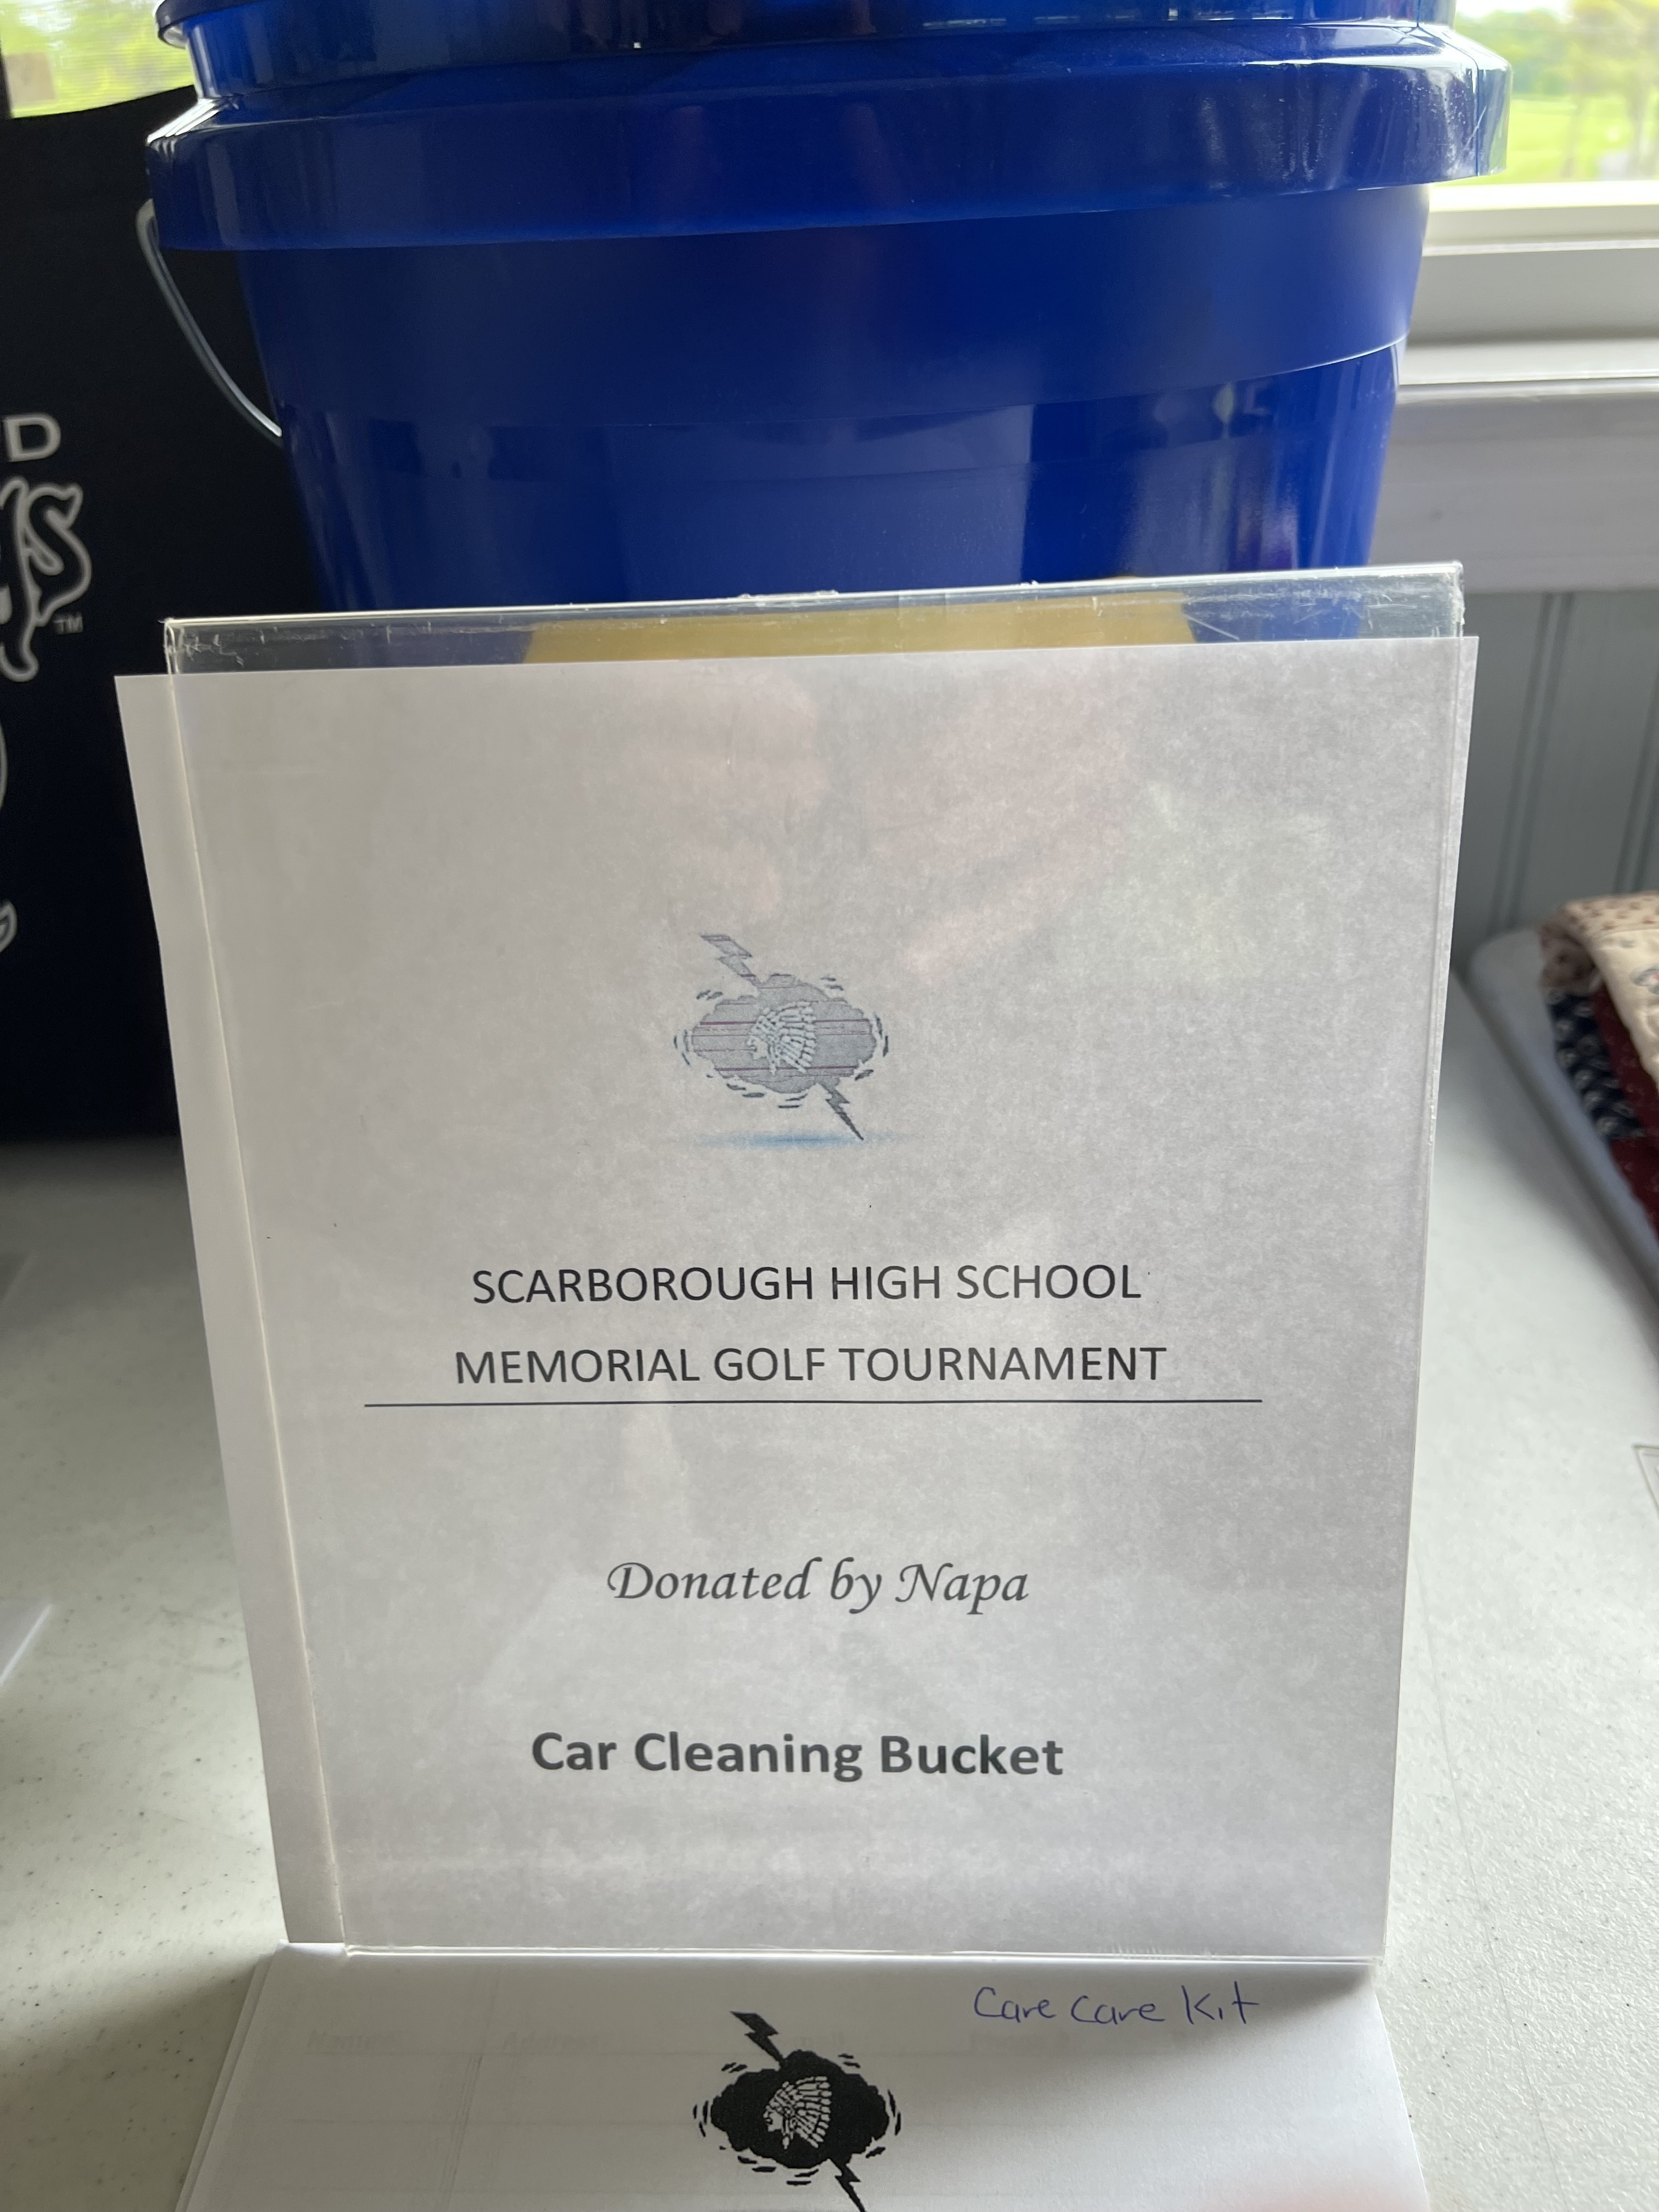 D
SCARBOROUGH HIGH SCHOOL
MEMORIAL GOLF TOURNAMENT
Donated by Napa
Car Cleaning Bucket
Care Care Kit